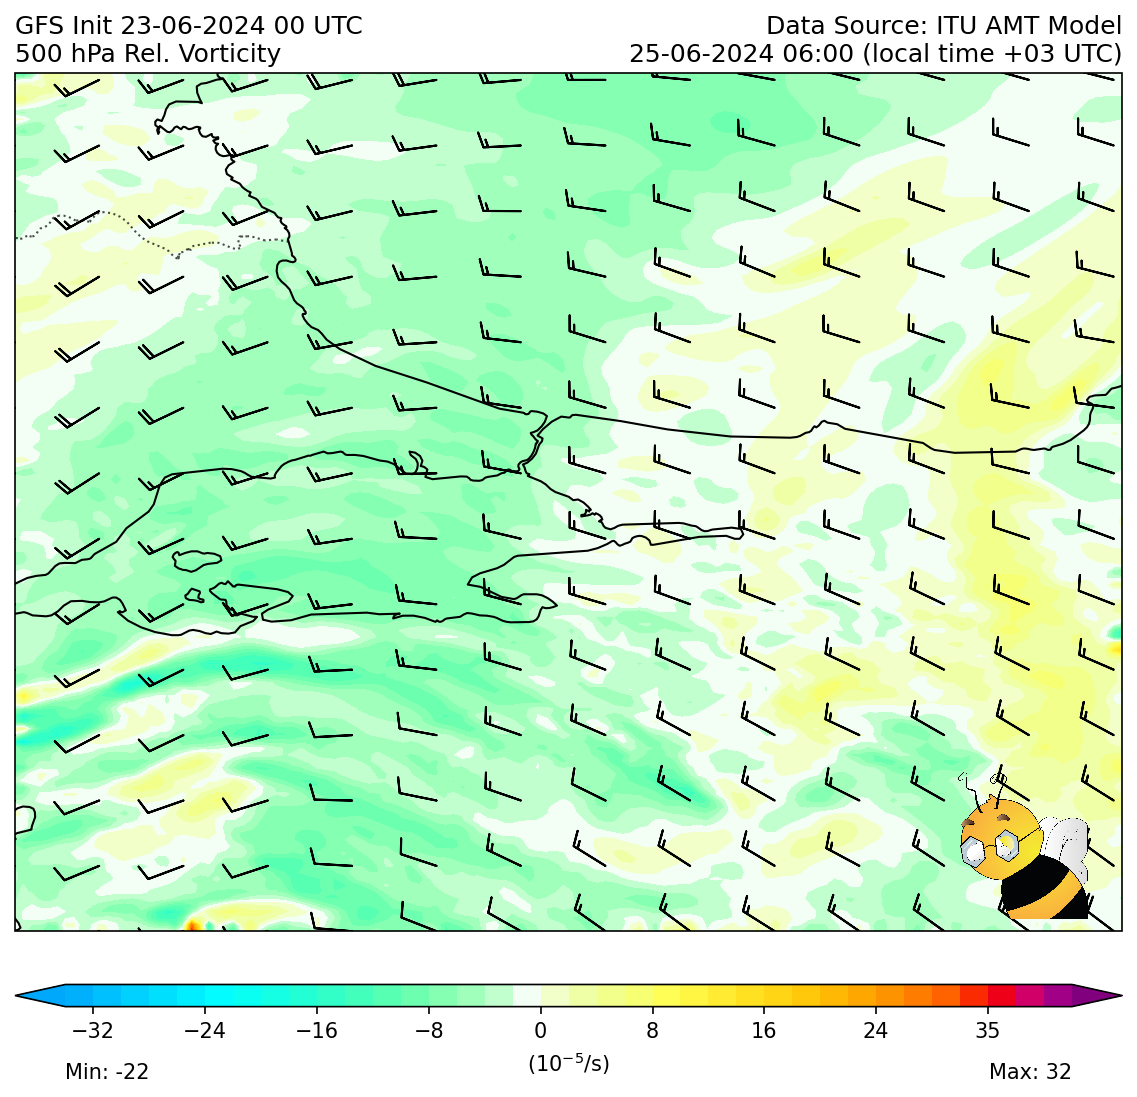 GFS Init 23-06-2024 00 UTC
Data Source: ITU AMT Model
500 hPa Rel. Vorticity
25-06-2024 06:00 (local time +03 UTC)
−32 −24 −16 −8 0 8 16 24 35
(10⁻⁵/s)
Min: -22
Max: 32